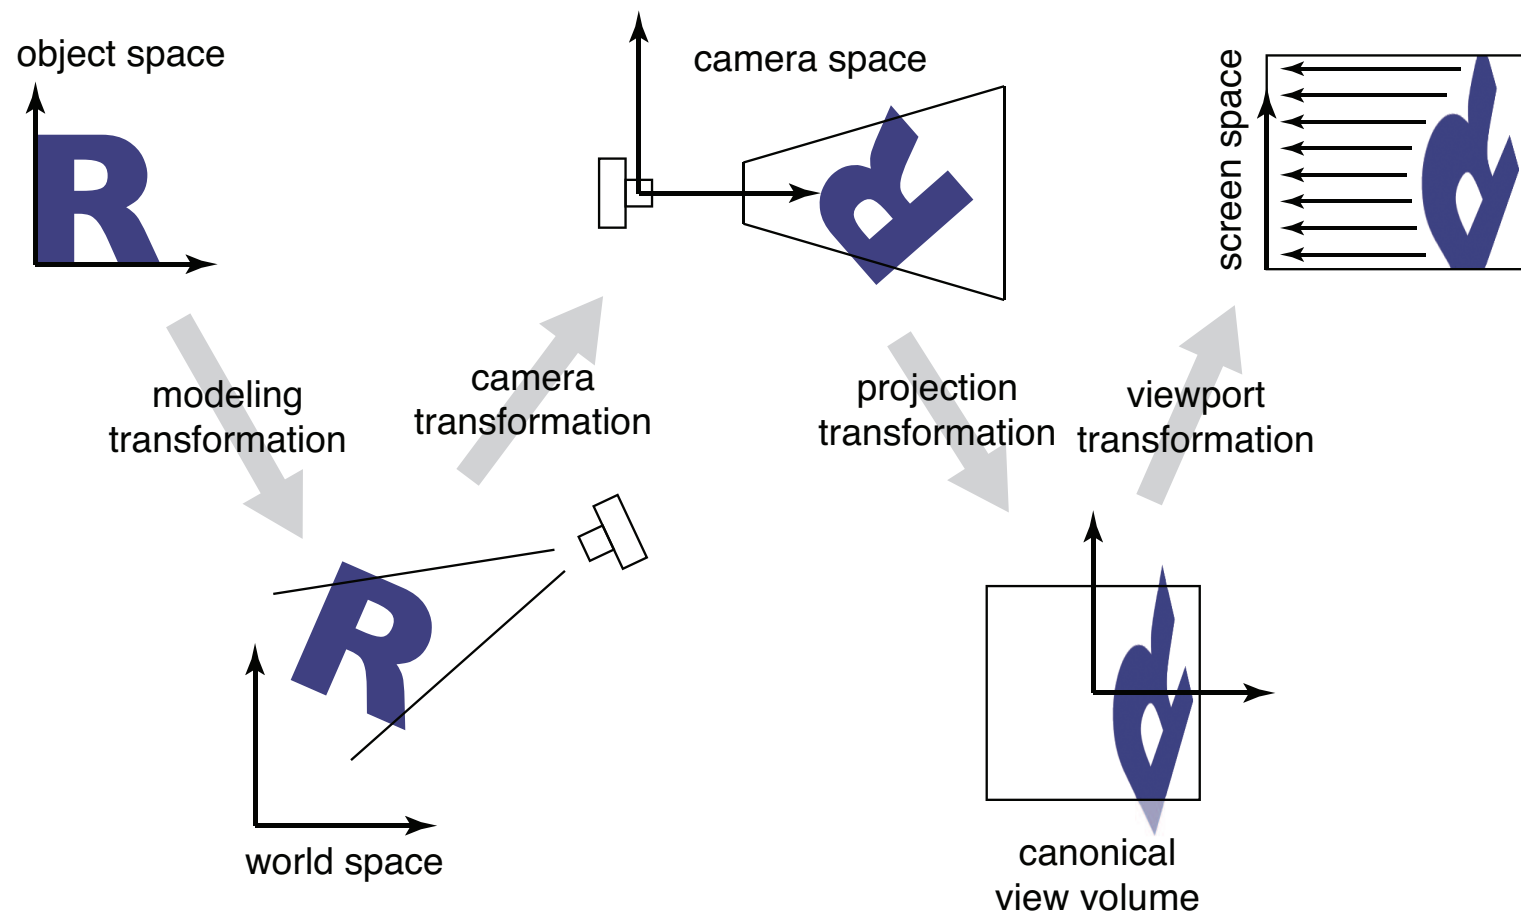 object space
camera space
screen space
modeling
transformation
camera
transformation
projection
transformation
viewport
transformation
world space
canonical
view volume
R
R
R
R
R